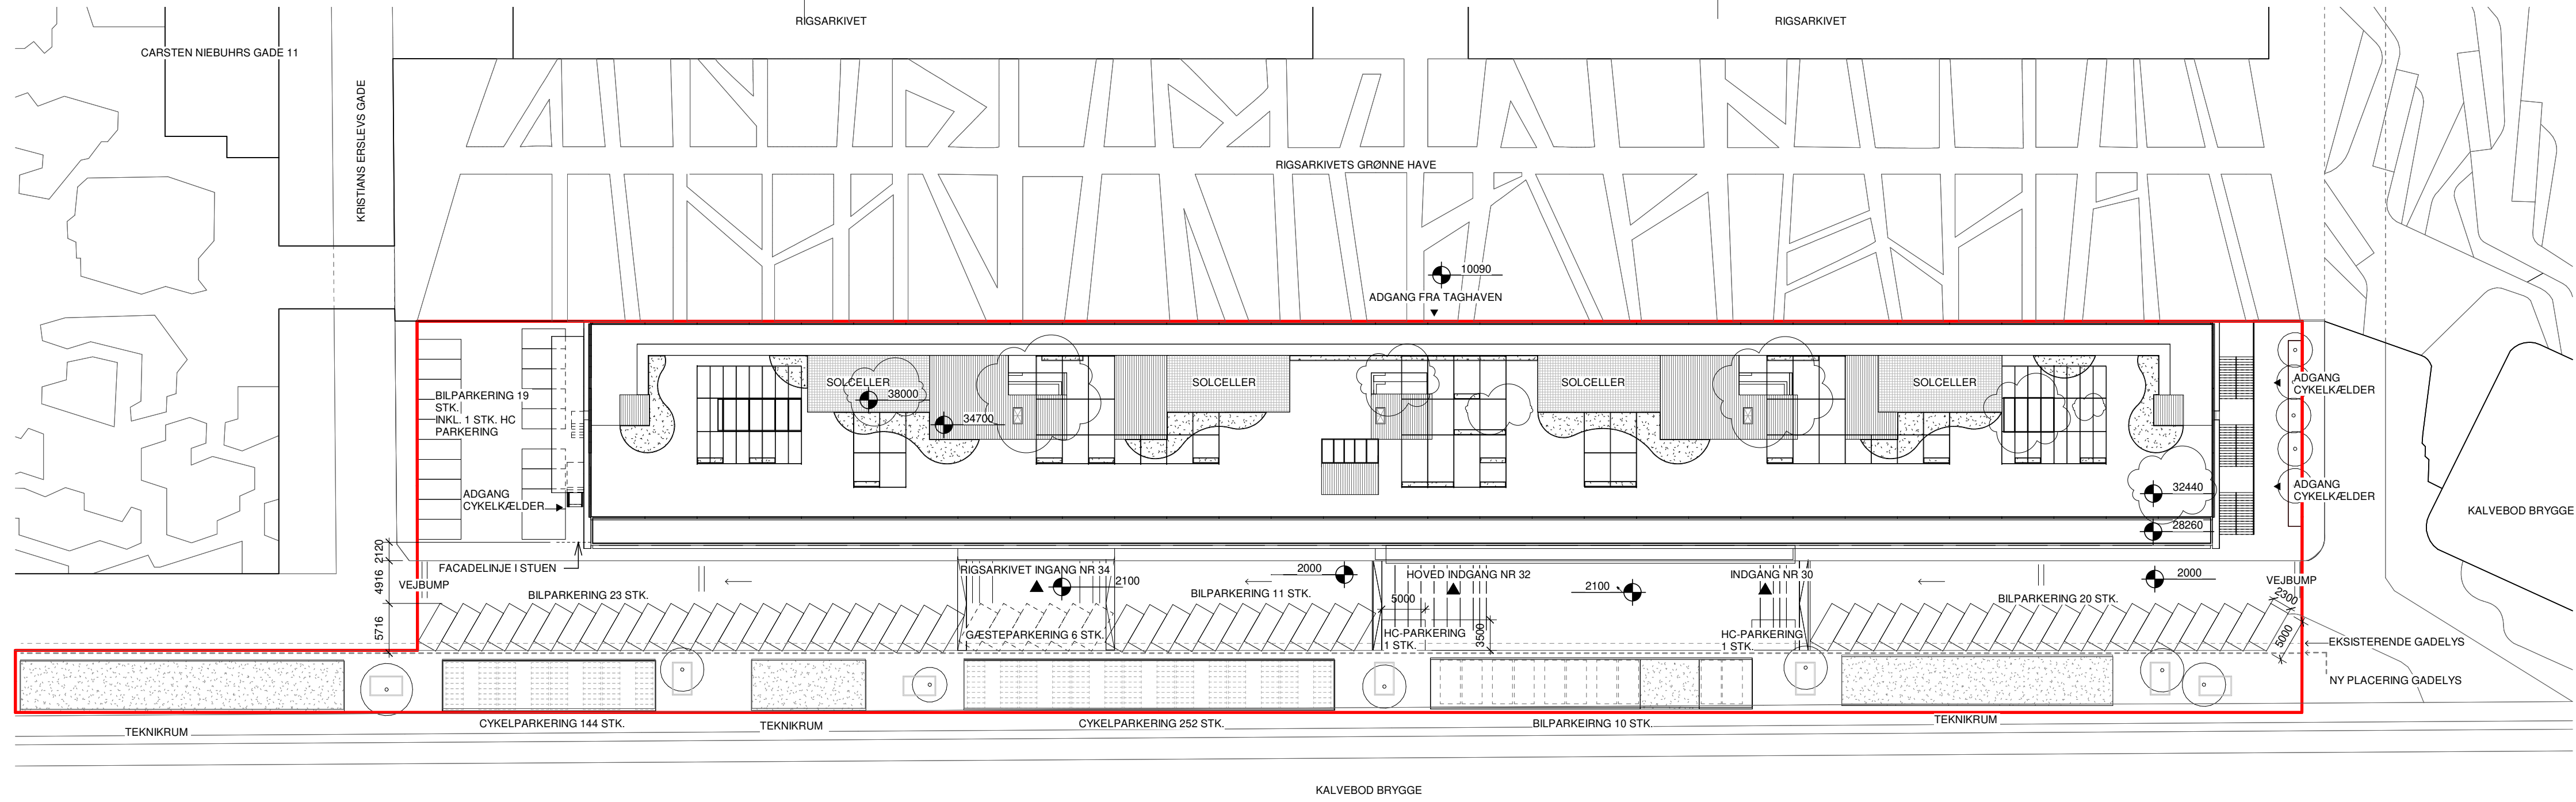 RIGSARKIVET
RIGSARKIVET
CARSTEN NIEBUHRS GADE 11
KRISTIANS ERSLEVS GADE
RIGSARKIVETS GRØNNE HAVE
10090
ADGANG FRA TAGHAVEN
SOLCELLER
SOLCELLER
SOLCELLER
SOLCELLER
38000
34700
BILPARKERING 19
STK.
INKL. 1 STK. HC
PARKERING
ADGANG
CYKELKÆLDER
ADGANG
CYKELKÆLDER
ADGANG
CYKELKÆLDER
32440
28260
KALVEBOD BRYGGE
2120
4916
5716
FACADELINJE I STUEN
VEJBUMP
BILPARKERING 23 STK.
RIGSARKIVET INGANG NR 34
2100
GÆSTEPARKERING 6 STK.
BILPARKERING 11 STK.
2000
HOVED INDGANG NR 32
5000
HC-PARKERING
1 STK.
3500
2100
INDGANG NR 30
HC-PARKERING
1 STK.
2000
BILPARKERING 20 STK.
VEJBUMP
2300
5000
EKSISTERENDE GADELYS
NY PLACERING GADELYS
TEKNIKRUM
CYKELPARKERING 144 STK.
TEKNIKRUM
CYKELPARKERNG 252 STK.
BILPARKEIRNG 10 STK.
TEKNIKRUM
KALVEBOD BRYGGE